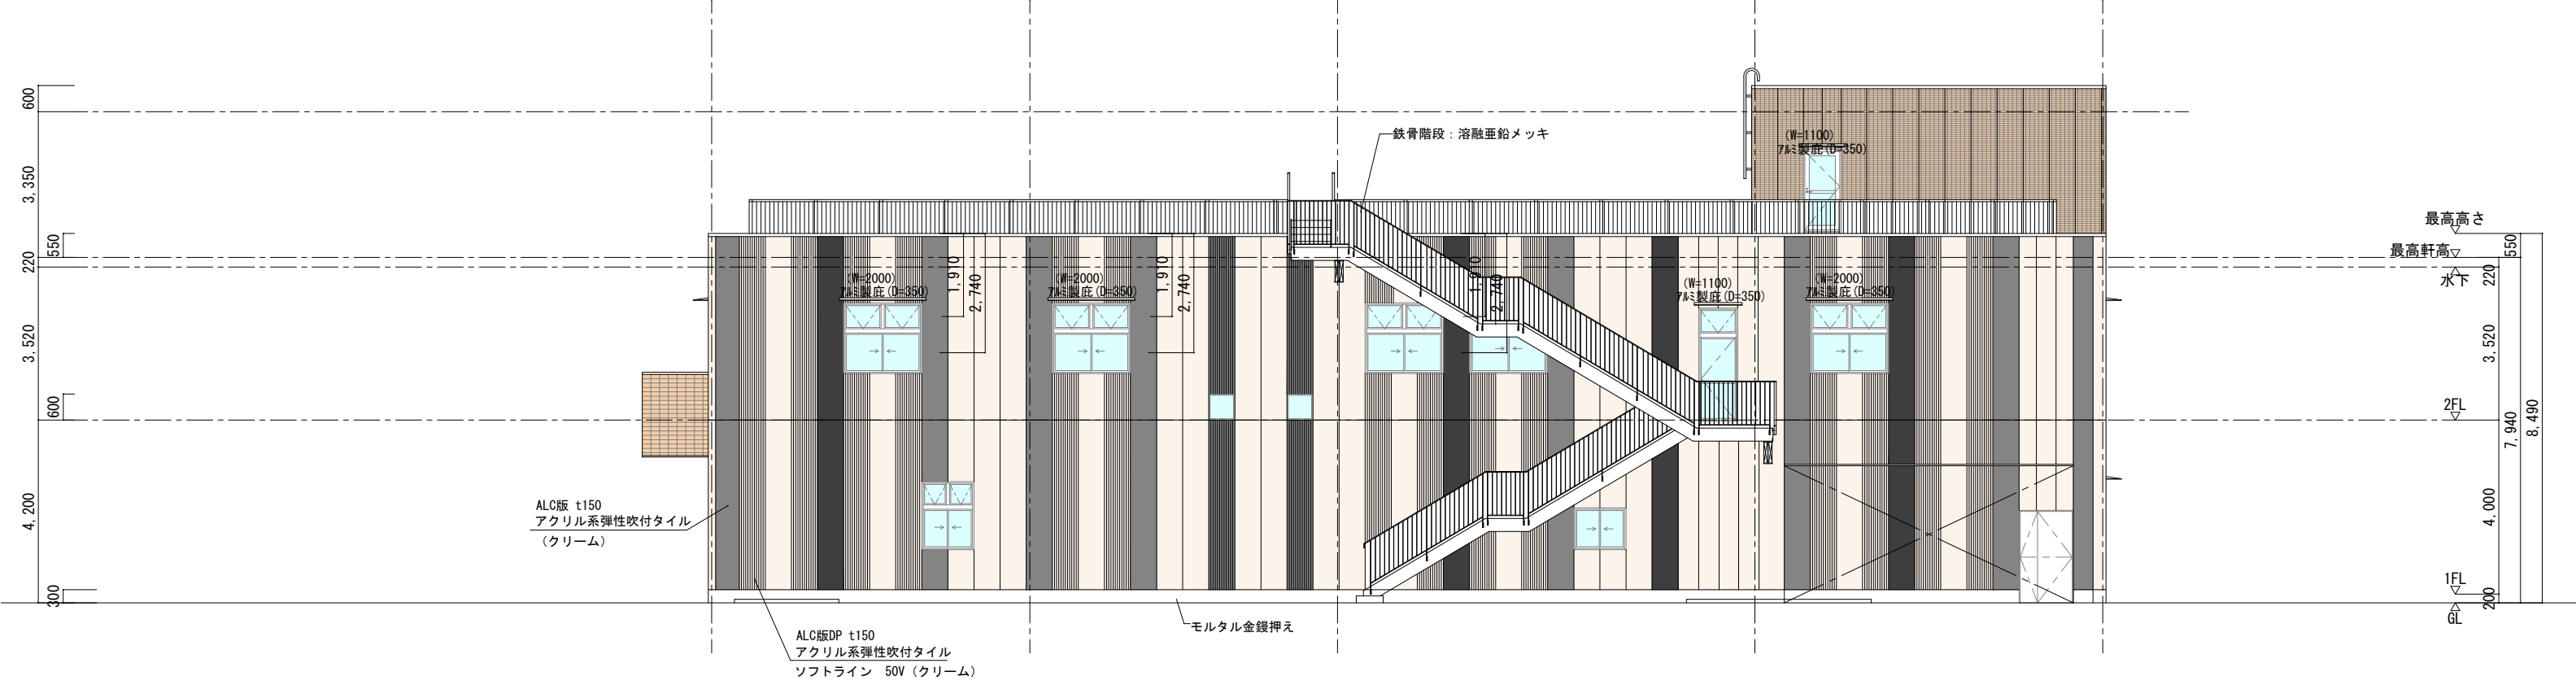 600
3,350
550
220
3,520
600
4,200
300
鉄骨階段：溶融亜鉛メッキ
(W=1100)
ｱﾙﾐ製庇(D=350)
(W=2000)
ｱﾙﾐ製庇(D=350)
1,910
2,740
(W=2000)
ｱﾙﾐ製庇(D=350)
1,910
2,740
1,910
2,740
(W=1100)
ｱﾙﾐ製庇(D=350)
(W=2000)
ｱﾙﾐ製庇(D=350)
ALC版 t150
アクリル系弾性吹付タイル
（クリーム）
ALC版DP t150
アクリル系弾性吹付タイル
ソフトライン 50V（クリーム）
モルタル金鏝押え
最高高さ
最高軒高
水下
2FL
1FL
GL
550
220
3,520
4,000
200
7,940
8,490